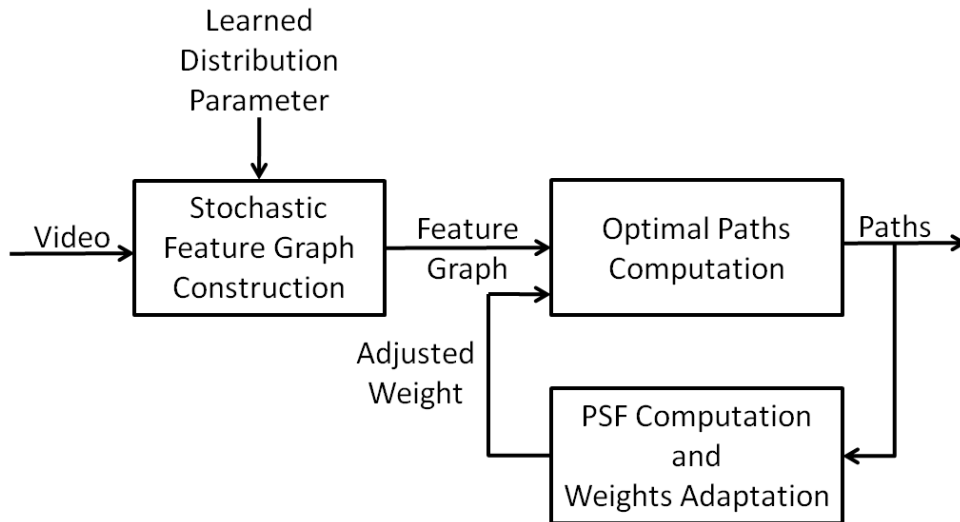 Learned
Distribution
Parameter
Video
Stochastic
Feature Graph
Construction
Feature
Graph
Optimal Paths
Computation
Paths
Adjusted
Weight
PSF Computation
and
Weights Adaptation